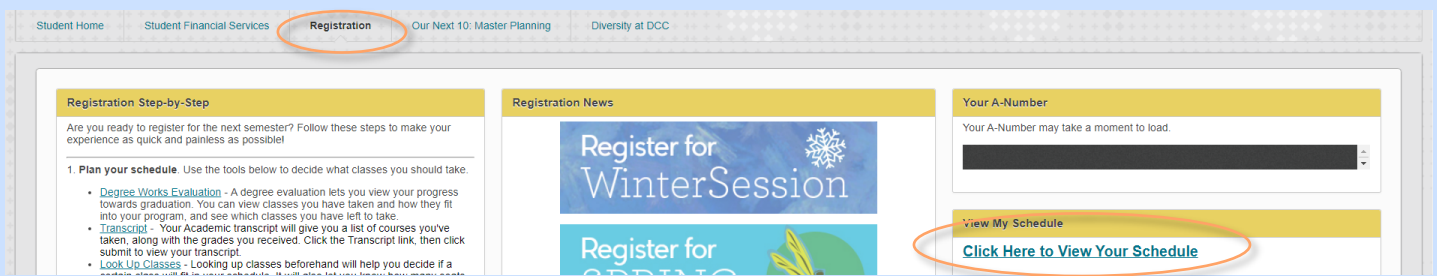 Student Home Student Financial Services Registration Our Next 10: Master Planning Diversity at DCC
Registration Step-by-Step
Are you ready to register for the next semester? Follow these steps to make your
experience as quick and painless as possible!
1. Plan your schedule. Use the tools below to decide what classes you should take.
• Degree Works Evaluation - A degree evaluation lets you view your progress
towards graduation. You can view classes you have taken and how they fit
into your program, and see which classes you have left to take.
• Transcript - Your Academic transcript will give you a list of courses you've
taken, along with the grades you received. Click the Transcript link, then click
submit to view your transcript.
• Look Up Classes - Looking up classes beforehand will help you decide if a
Registration News
Register for
WinterSession
Register for
SPRING
Your A-Number
Your A-Number may take a moment to load.
View My Schedule
Click Here to View Your Schedule